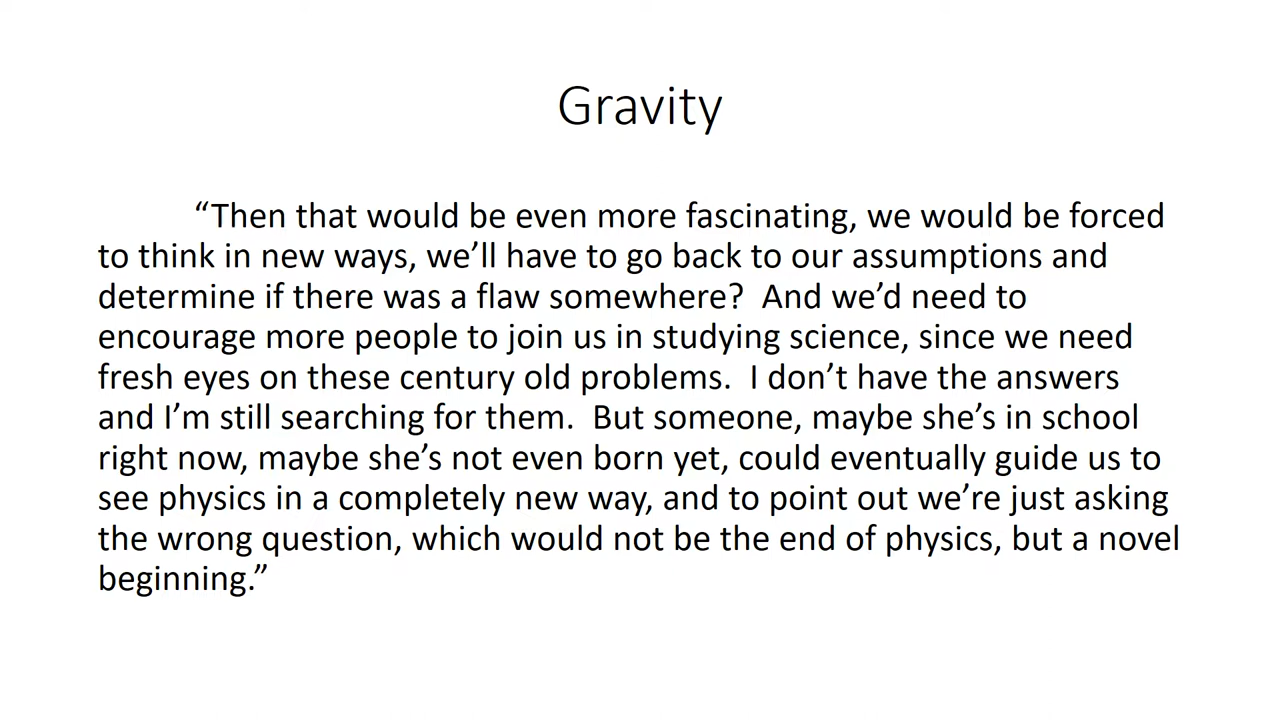 Gravity
“Then that would be even more fascinating, we would be forced
to think in new ways, we’ll have to go back to our assumptions and
determine if there was a flaw somewhere?  And we’d need to
encourage more people to join us in studying science, since we need
fresh eyes on these century old problems.  I don’t have the answers
and I’m still searching for them.  But someone, maybe she’s in school
right now, maybe she’s not even born yet, could eventually guide us to
see physics in a completely new way, and to point out we’re just asking
the wrong question, which would not be the end of physics, but a novel
beginning.”